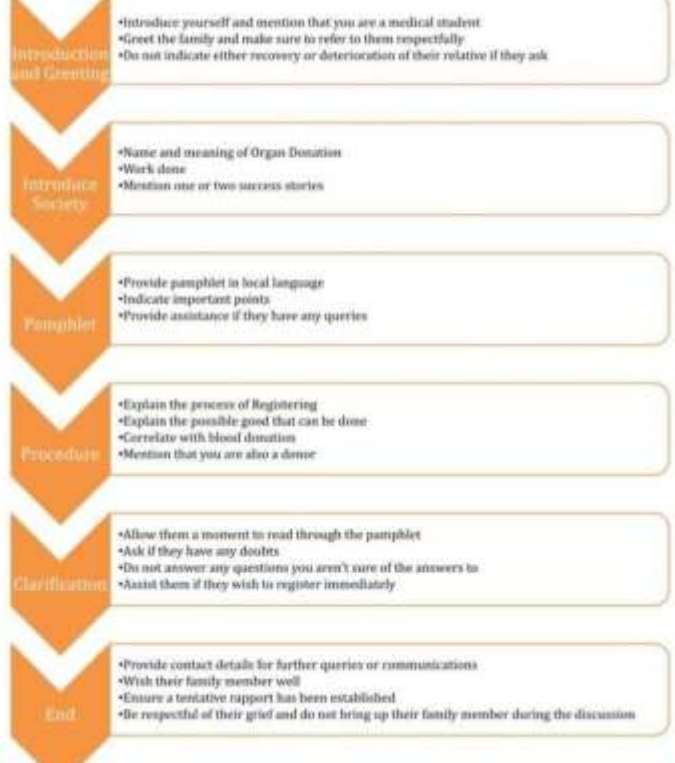 Introduction
and Greeting
•Introduce yourself and mention that you are a medical student
•Greet the family and make sure to refer to them respectfully
•Do not indicate either recovery or deterioration of their relative if they ask
Introduce
Society
•Name and meaning of Organ Donation
•Work done
•Mention one or two success stories
Pamphlet
•Provide pamphlet in local language
•Indicate important points
•Provide assistance if they have any queries
Procedure
•Explain the process of Registering
•Explain the possible good that can be done
•Correlate with blood donation
•Mention that you are also a donor
Clarification
•Allow them a moment to read through the pamphlet
•Ask if they have any doubts
•Do not answer any questions you aren't sure of the answers to
•Assist them if they wish to register immediately
End
•Provide contact details for further queries or communications
•Wish their family member well
•Ensure a tentative rapport has been established
•Be respectful of their grief and do not bring up their family member during the discussion